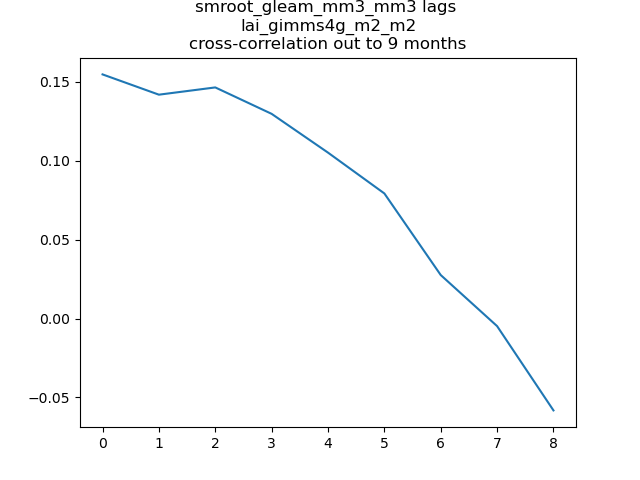 smroot_gleam_mm3_mm3 lags
lai_gimms4g_m2_m2
cross-correlation out to 9 months
0.15
0.10
0.05
0.00
−0.05
0 1 2 3 4 5 6 7 8